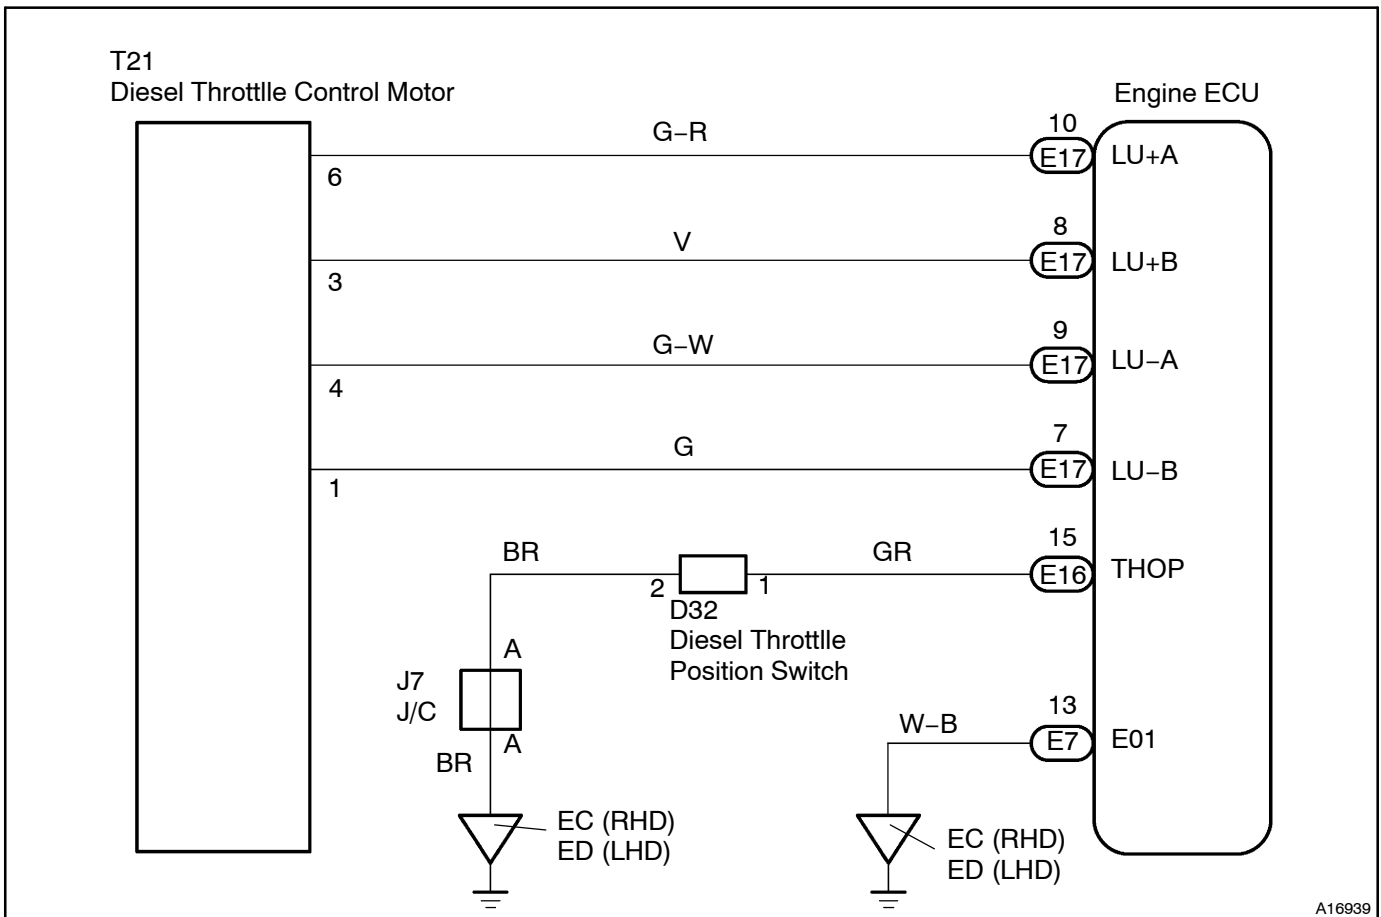 T21
Diesel Throttlle Control Motor
Engine ECU
G−R
10
6
E17
LU+A
V
8
3
E17
LU+B
G−W
9
4
E17
LU−A
G
7
1
E17
LU−B
BR
GR
15
2
1
E16
THOP
D32
Diesel Throttlle
Position Switch
A
J7
J/C
A
BR
W−B
13
E7
E01
EC (RHD)
ED (LHD)
EC (RHD)
ED (LHD)
A16939